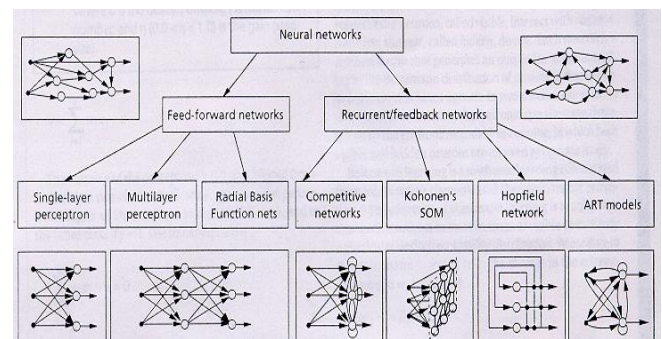 Neural networks
Feed-forward networks
Recurrent/feedback networks
Single-layer
perceptron
Multilayer
perceptron
Radial Basis
Function nets
Competitive
networks
Kohonen's
SOM
Hopfield
network
ART models